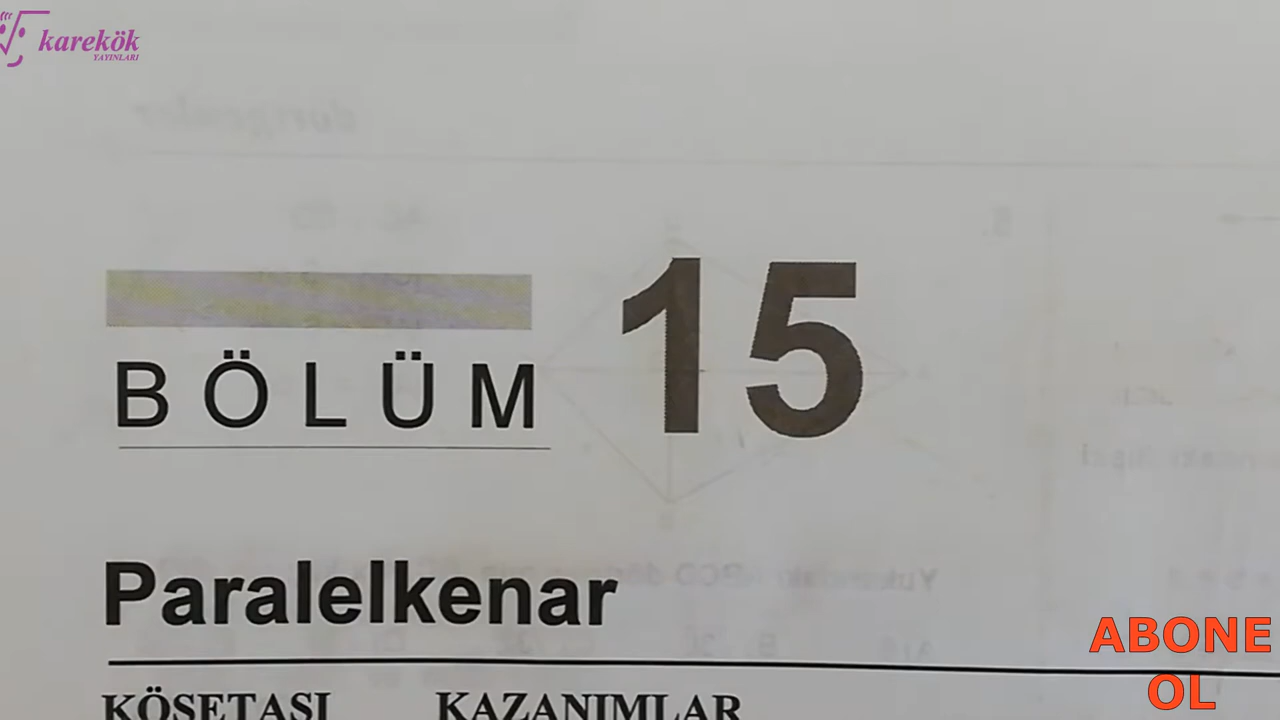 karekök
YAYINLARI
BÖLÜM 15
Paralelkenar
KÖŞETAŞI KAZANIMLAR
ABONE
OL